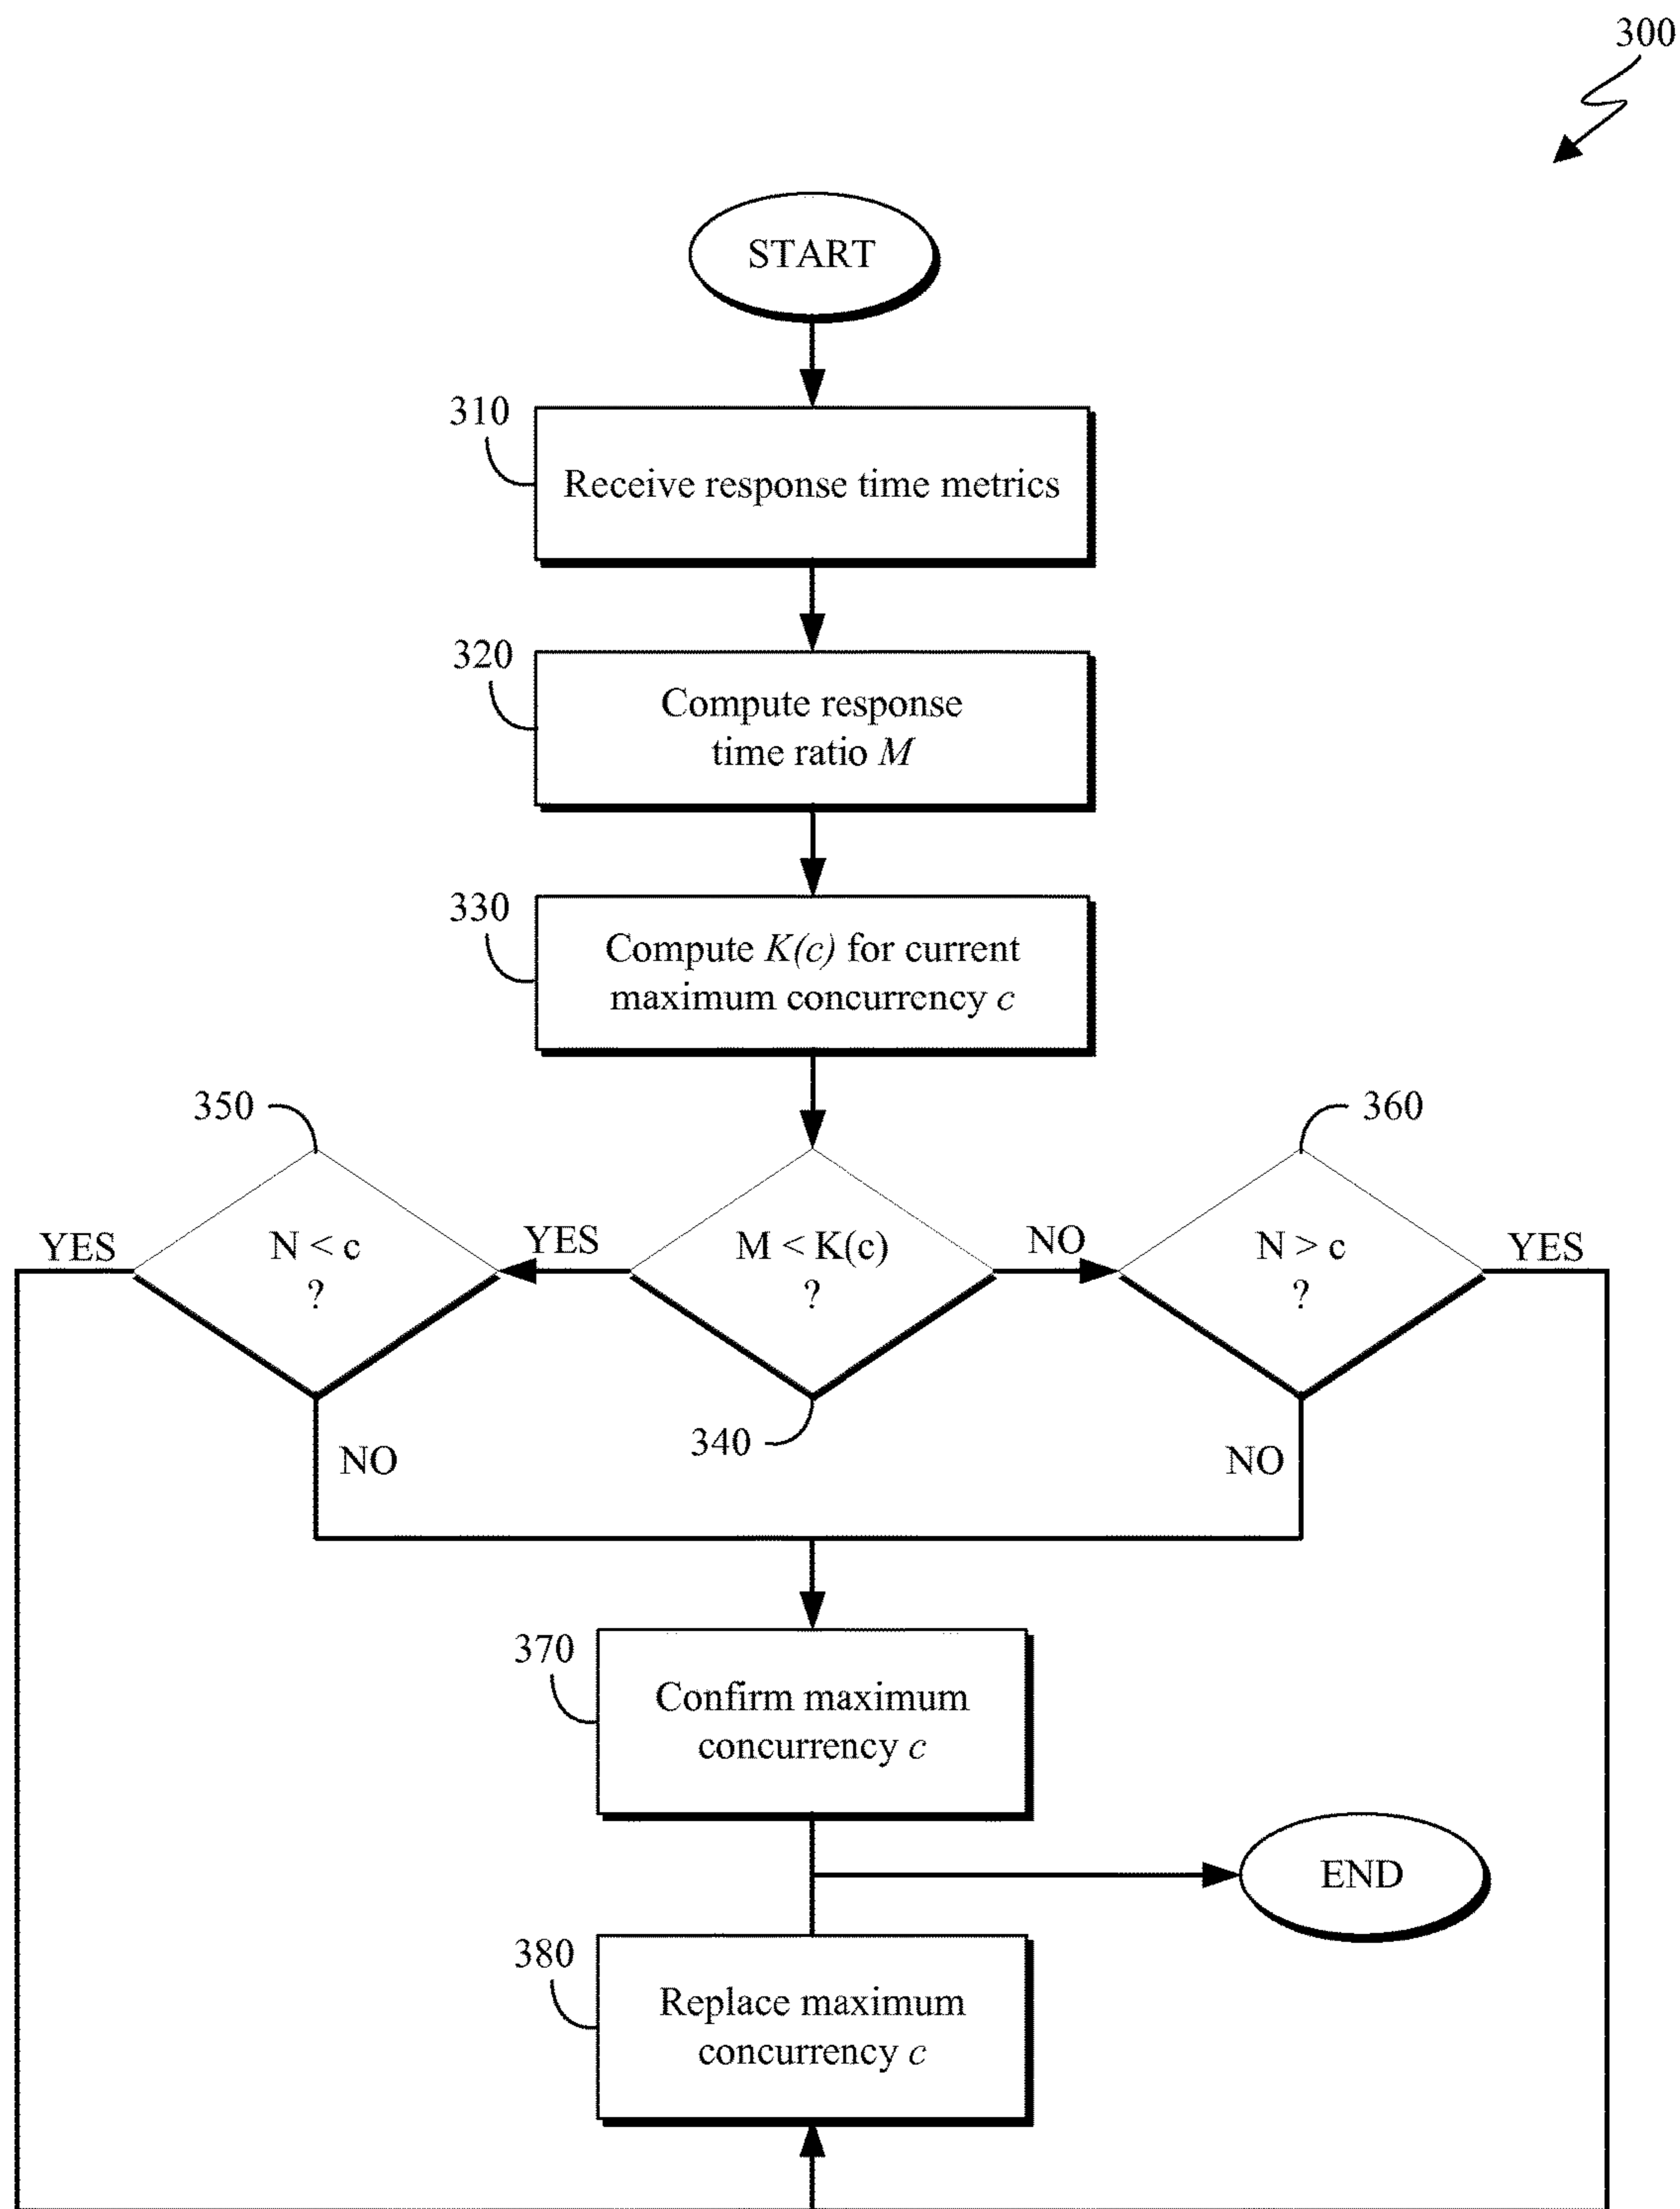 300
START
310
Receive response time metrics
320
Compute response
time ratio M
330
Compute K(c) for current
maximum concurrency c
350
360
YES
N < c
?
YES
M < K(c)
?
NO
N > c
?
YES
340
NO
NO
370
Confirm maximum
concurrency c
END
380
Replace maximum
concurrency c